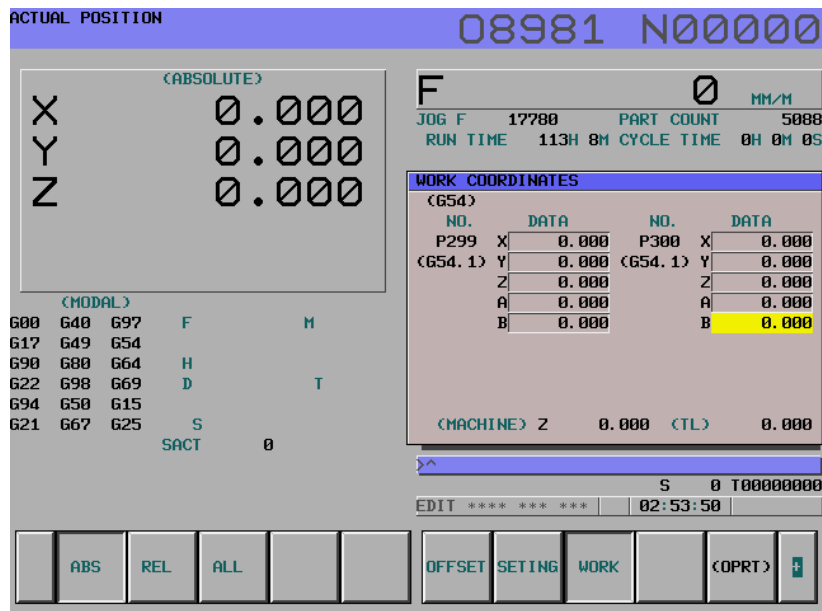 ACTUAL POSITION O8981 N00000
(ABSOLUTE)
X 0.000
Y 0.000
Z 0.000
F 0 MM/M
JOG F 17780 PART COUNT 5088
RUN TIME 113H 8M CYCLE TIME 0H 0M 0S
WORK COORDINATES
(G54)
NO. DATA NO. DATA
P299 X 0.000 P300 X 0.000
(G54.1) Y 0.000 (G54.1) Y 0.000
Z 0.000 Z 0.000
A 0.000 A 0.000
B 0.000 B 0.000
(MACHINE) Z 0.000 (TL) 0.000
(MODAL)
G00 G40 G97 F M
G17 G49 G54
G90 G80 G64 H
G22 G98 G69 D T
G94 G50 G15
G21 G67 G25 S
SACT 0
>^
S 0 T00000000
EDIT **** *** *** 02:53:50
ABS REL ALL OFFSET SETING WORK (OPRT) +